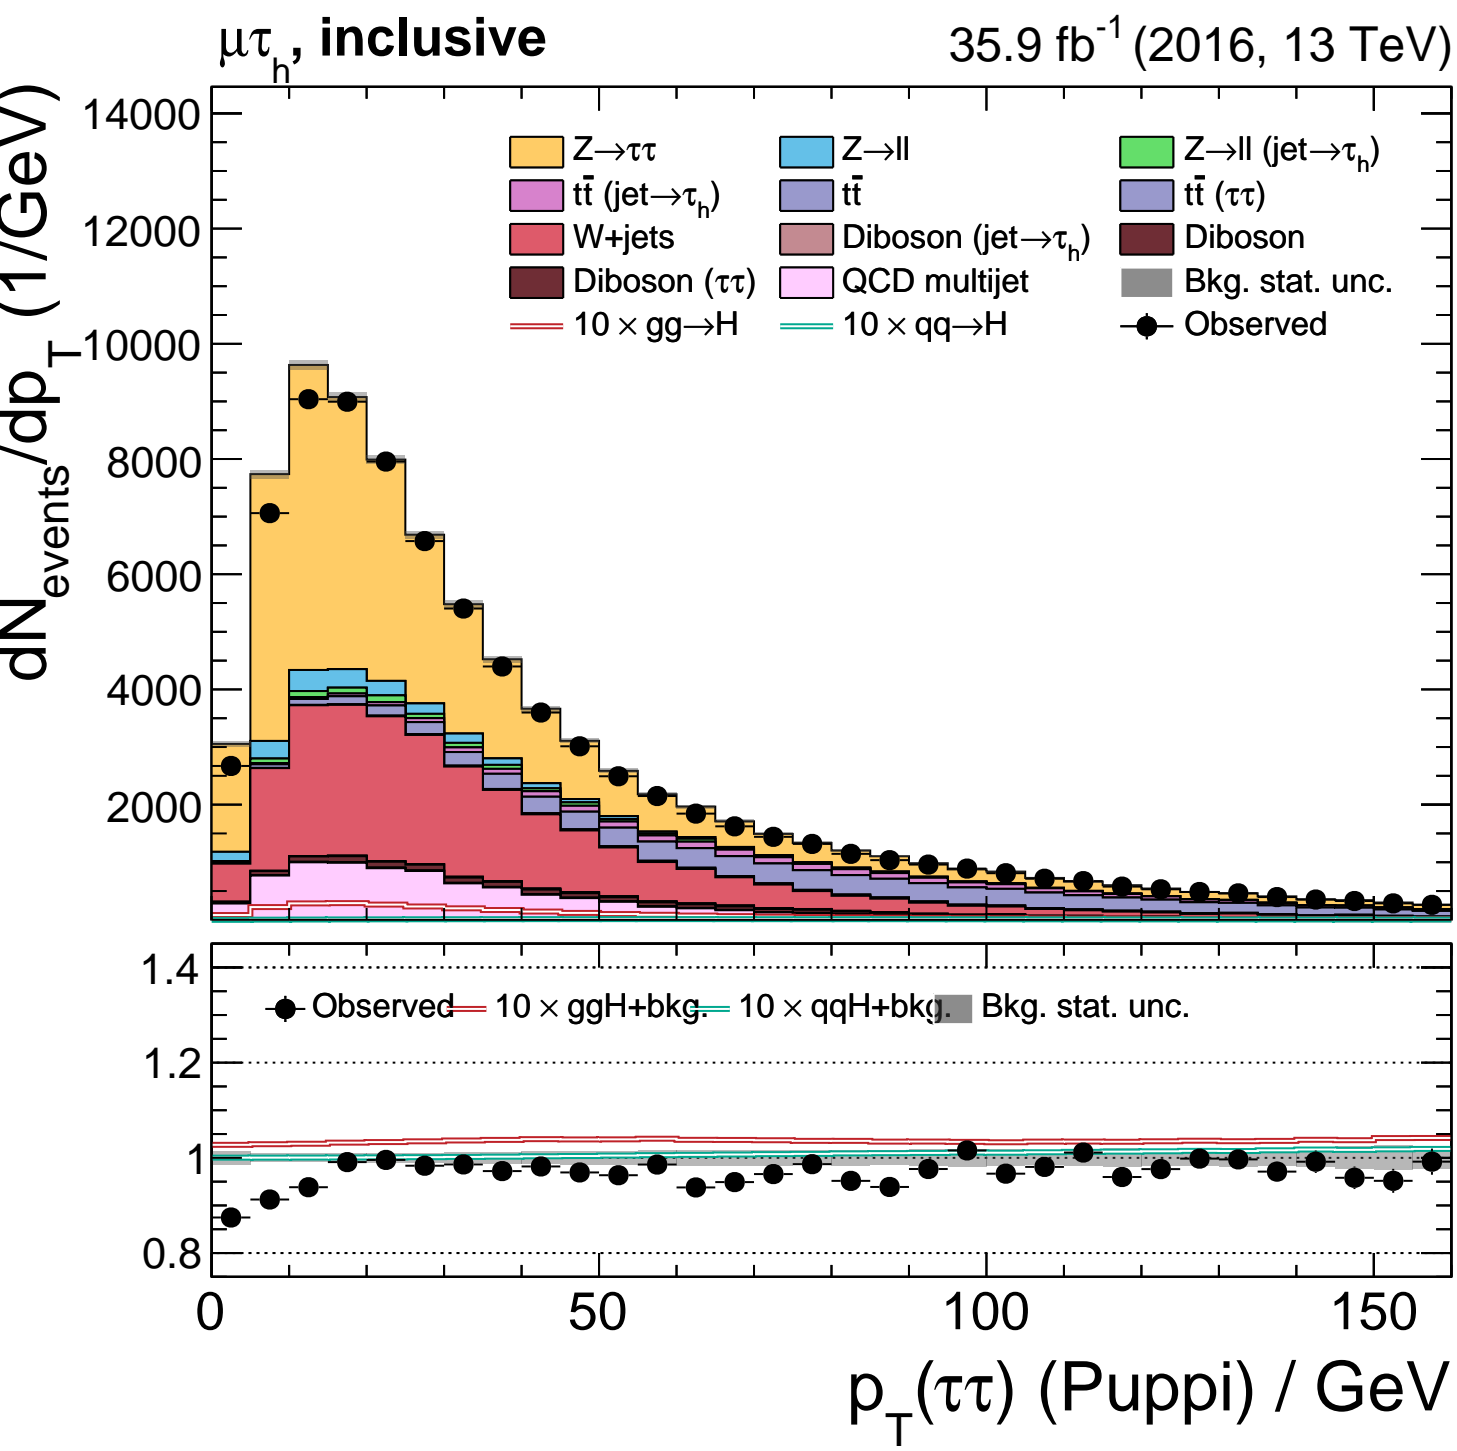 μτh, inclusive 35.9 fb-1 (2016, 13 TeV)
dNevents/dpT (1/GeV)
14000
12000
10000
8000
6000
4000
2000
Z→ττ Z→ll Z→ll (jet→τh)
tt̄ (jet→τh) tt̄ tt̄ (ττ)
W+jets Diboson (jet→τh) Diboson
Diboson (ττ) QCD multijet Bkg. stat. unc.
10 × gg→H 10 × qq→H Observed
1.4
1.2
1
0.8
Observed 10 × ggH+bkg. 10 × qqH+bkg. Bkg. stat. unc.
0 50 100 150
pT(ττ) (Puppi) / GeV